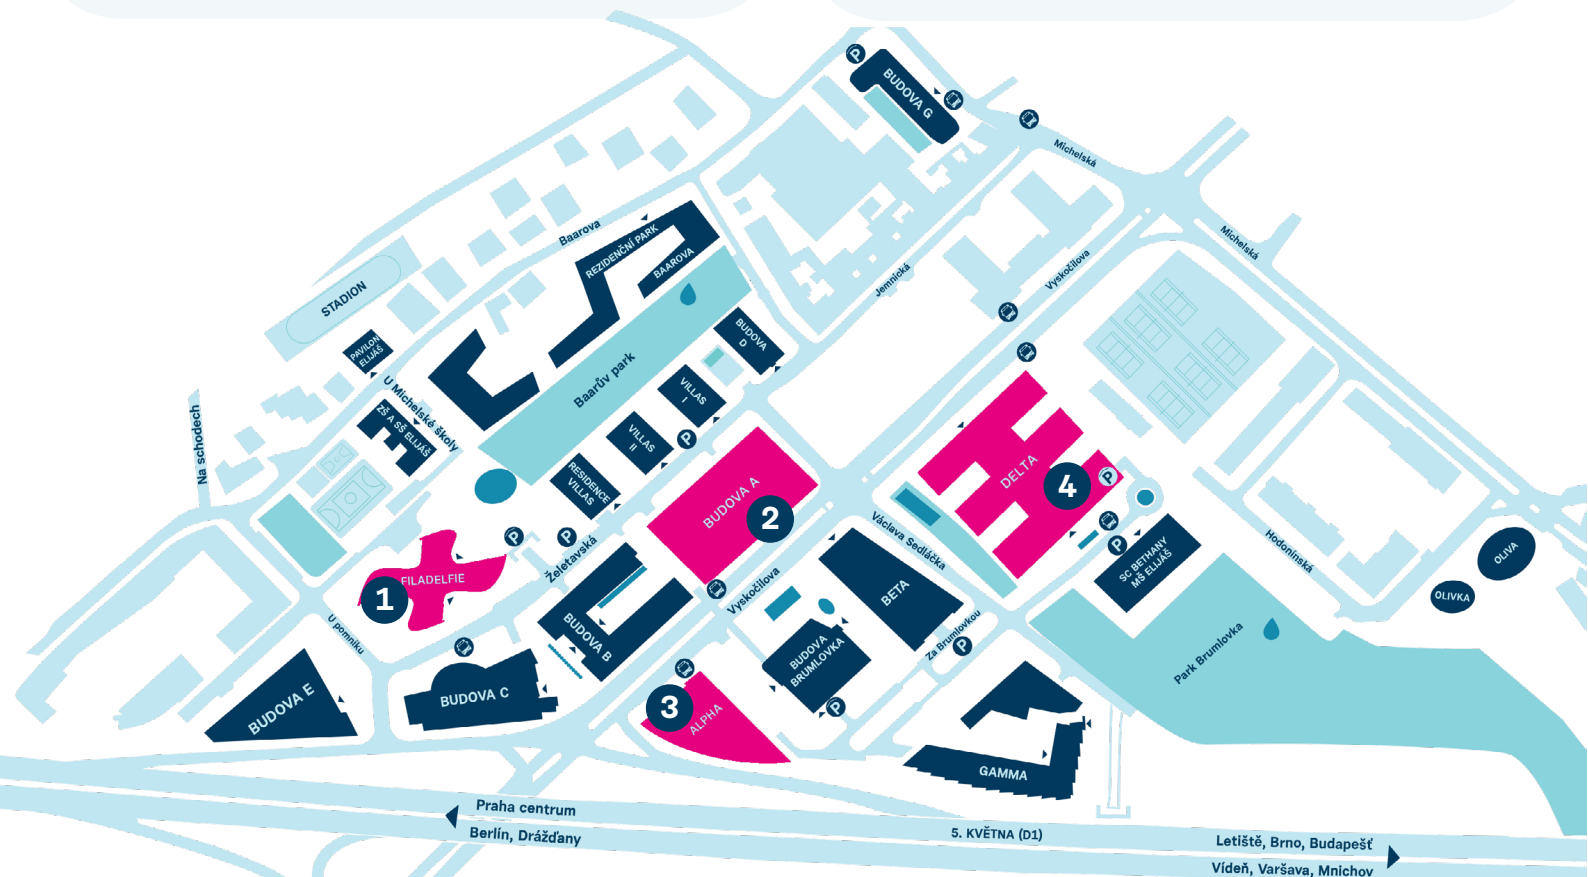 P
BUDOVA G
Michelská
Michelská
Baarova
REZIDENČNÍ PARK
BAAROVA
Jemnická
Vyskočilova
STADION
PAVILON
ELIJÁŠ
U Michelské školy
ZŠ A SŠ ELIJÁŠ
Na schodech
Baarův park
BUDOVA
D
VILLAS
I
VILLAS
II
P
RESIDENCE
VILLAS
BUDOVA A
2
DELTA
4
P
Václava Sedláčka
P
P
Želetavská
FILADELFIE
1
U pomníku
BUDOVA B
Vyskočilova
BETA
P
SC BETHANY
MŠ ELIJÁŠ
Hodonínská
OLIVA
OLIVKA
Za Brumlovkou
P
BUDOVA
BRUMLOVKA
P
Park Brumlovka
BUDOVA E
BUDOVA C
3
ALPHA
GAMMA
Praha centrum
Berlín, Drážďany
5. KVĚTNA (D1)
Letiště, Brno, Budapešť
Vídeň, Varšava, Mnichov